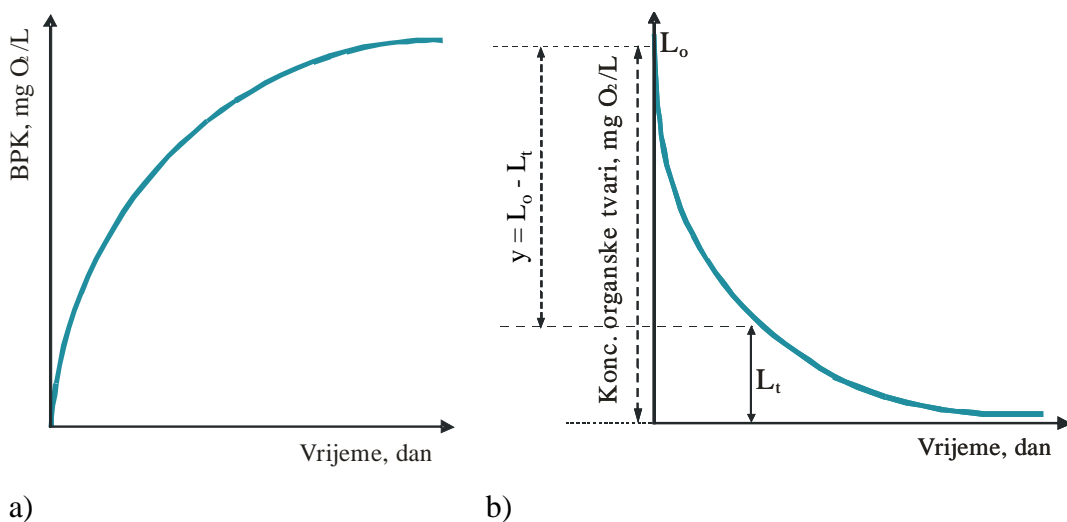 BPK, mg O₂/L
Vrijeme, dan
a)
Lₒ
y = Lₒ - Lₜ
Konc. organske tvari, mg O₂/L
Lₜ
Vrijeme, dan
b)